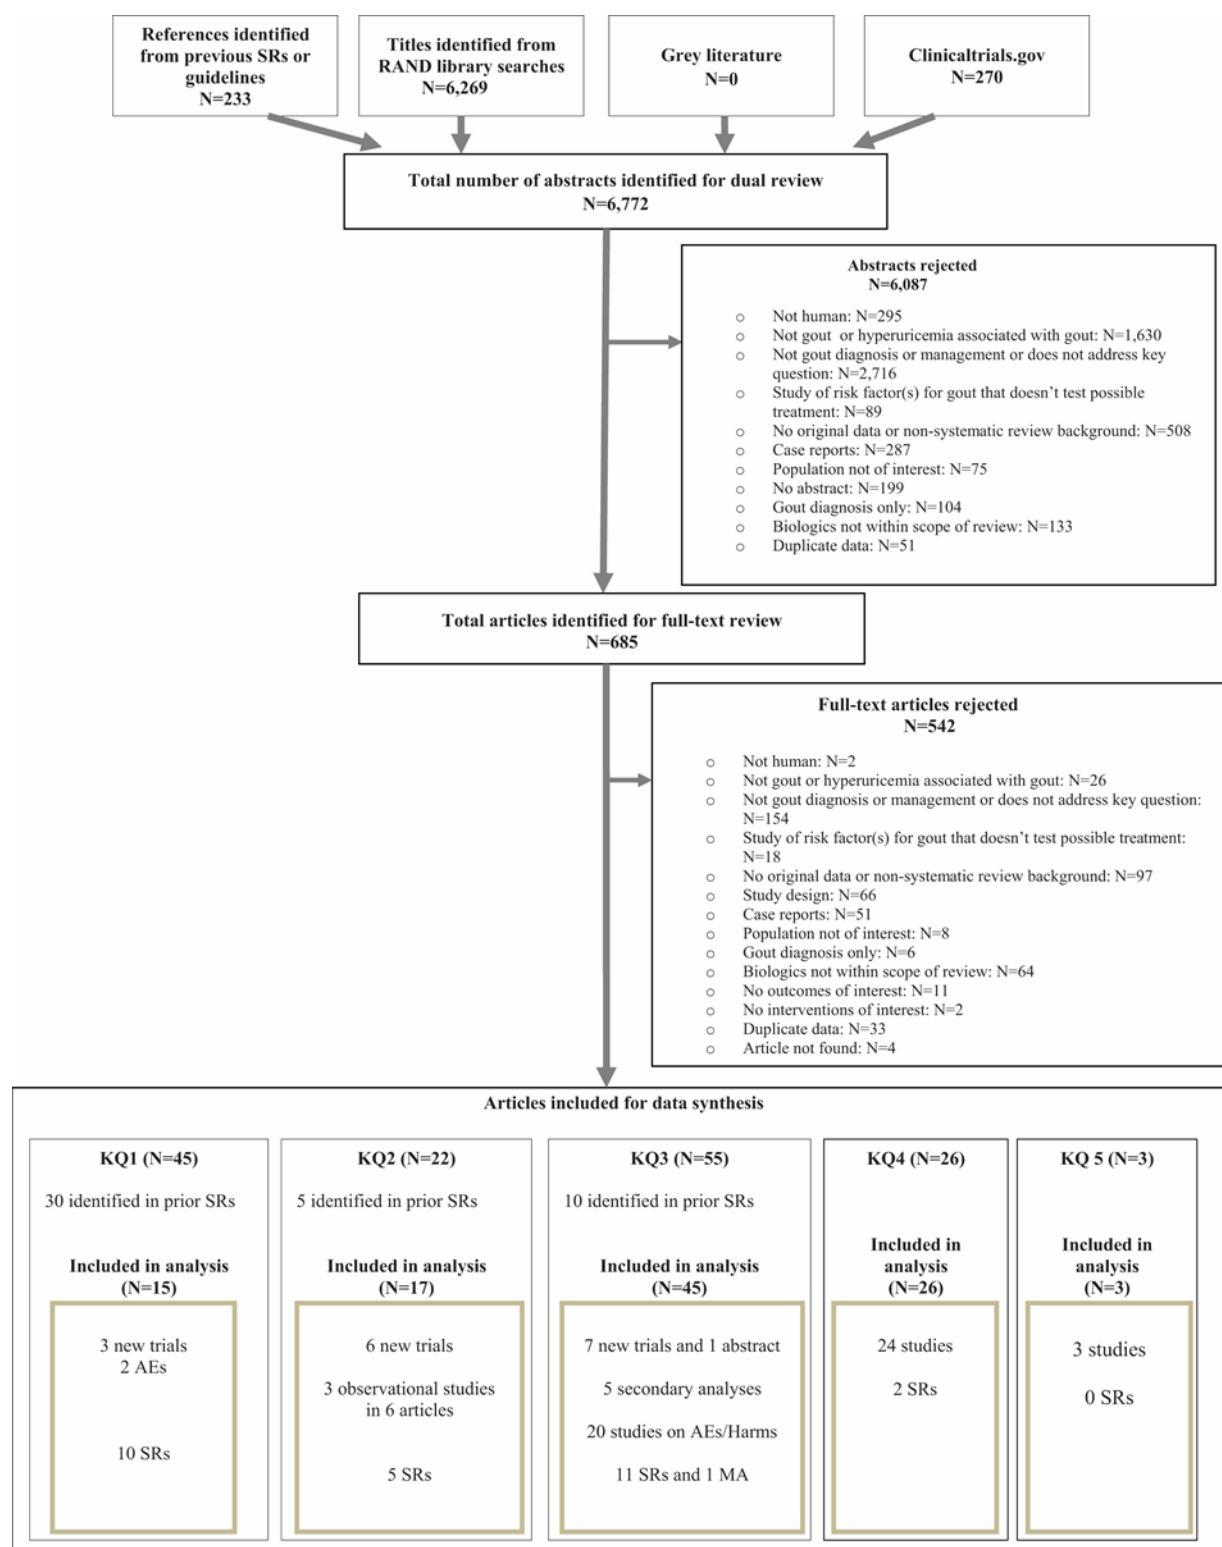 References identified
from previous SRs or
guidelines
N=233
Titles identified from
RAND library searches
N=6,269
Grey literature
N=0
Clinicaltrials.gov
N=270
Total number of abstracts identified for dual review
N=6,772
Abstracts rejected
N=6,087
o Not human: N=295
o Not gout or hyperuricemia associated with gout: N=1,630
o Not gout diagnosis or management or does not address key
question: N=2,716
o Study of risk factor(s) for gout that doesn’t test possible
treatment: N=89
o No original data or non-systematic review background: N=508
o Case reports: N=287
o Population not of interest: N=75
o No abstract: N=199
o Gout diagnosis only: N=104
o Biologics not within scope of review: N=133
o Duplicate data: N=51
Total articles identified for full-text review
N=685
Full-text articles rejected
N=542
o Not human: N=2
o Not gout or hyperuricemia associated with gout: N=26
o Not gout diagnosis or management or does not address key question:
N=154
o Study of risk factor(s) for gout that doesn’t test possible treatment:
N=18
o No original data or non-systematic review background: N=97
o Study design: N=66
o Case reports: N=51
o Population not of interest: N=8
o Gout diagnosis only: N=6
o Biologics not within scope of review: N=64
o No outcomes of interest: N=11
o No interventions of interest: N=2
o Duplicate data: N=33
o Article not found: N=4
Articles included for data synthesis
KQ1 (N=45)
30 identified in prior SRs
Included in analysis
(N=15)
3 new trials
2 AEs
10 SRs
KQ2 (N=22)
5 identified in prior SRs
Included in analysis
(N=17)
6 new trials
3 observational studies
in 6 articles
5 SRs
KQ3 (N=55)
10 identified in prior SRs
Included in analysis
(N=45)
7 new trials and 1 abstract
5 secondary analyses
20 studies on AEs/Harms
11 SRs and 1 MA
KQ4 (N=26)
Included in
analysis
(N=26)
24 studies
2 SRs
KQ 5 (N=3)
Included in
analysis
(N=3)
3 studies
0 SRs